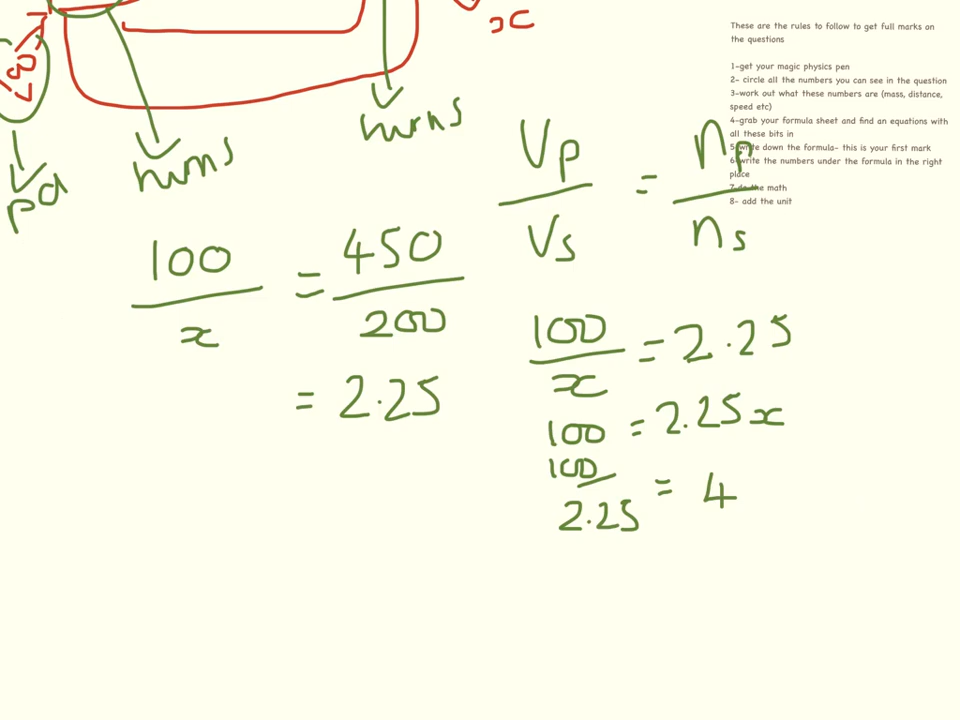 x
These are the rules to follow to get full marks on
the questions
1-get your magic physics pen
2- circle all the numbers you can see in the question
3-work out what these numbers are (mass, distance,
speed etc)
4-grab your formula sheet and find an equations with
all these bits in
5-write down the formula- this is your first mark
6-write the numbers under the formula in the right
place
7-do the math
8- add the unit
pd
turns
turns
Vp/Vs = np/ns
100/x = 450/200
= 2.25
100/x = 2.25
100 = 2.25x
100/2.25 = 4